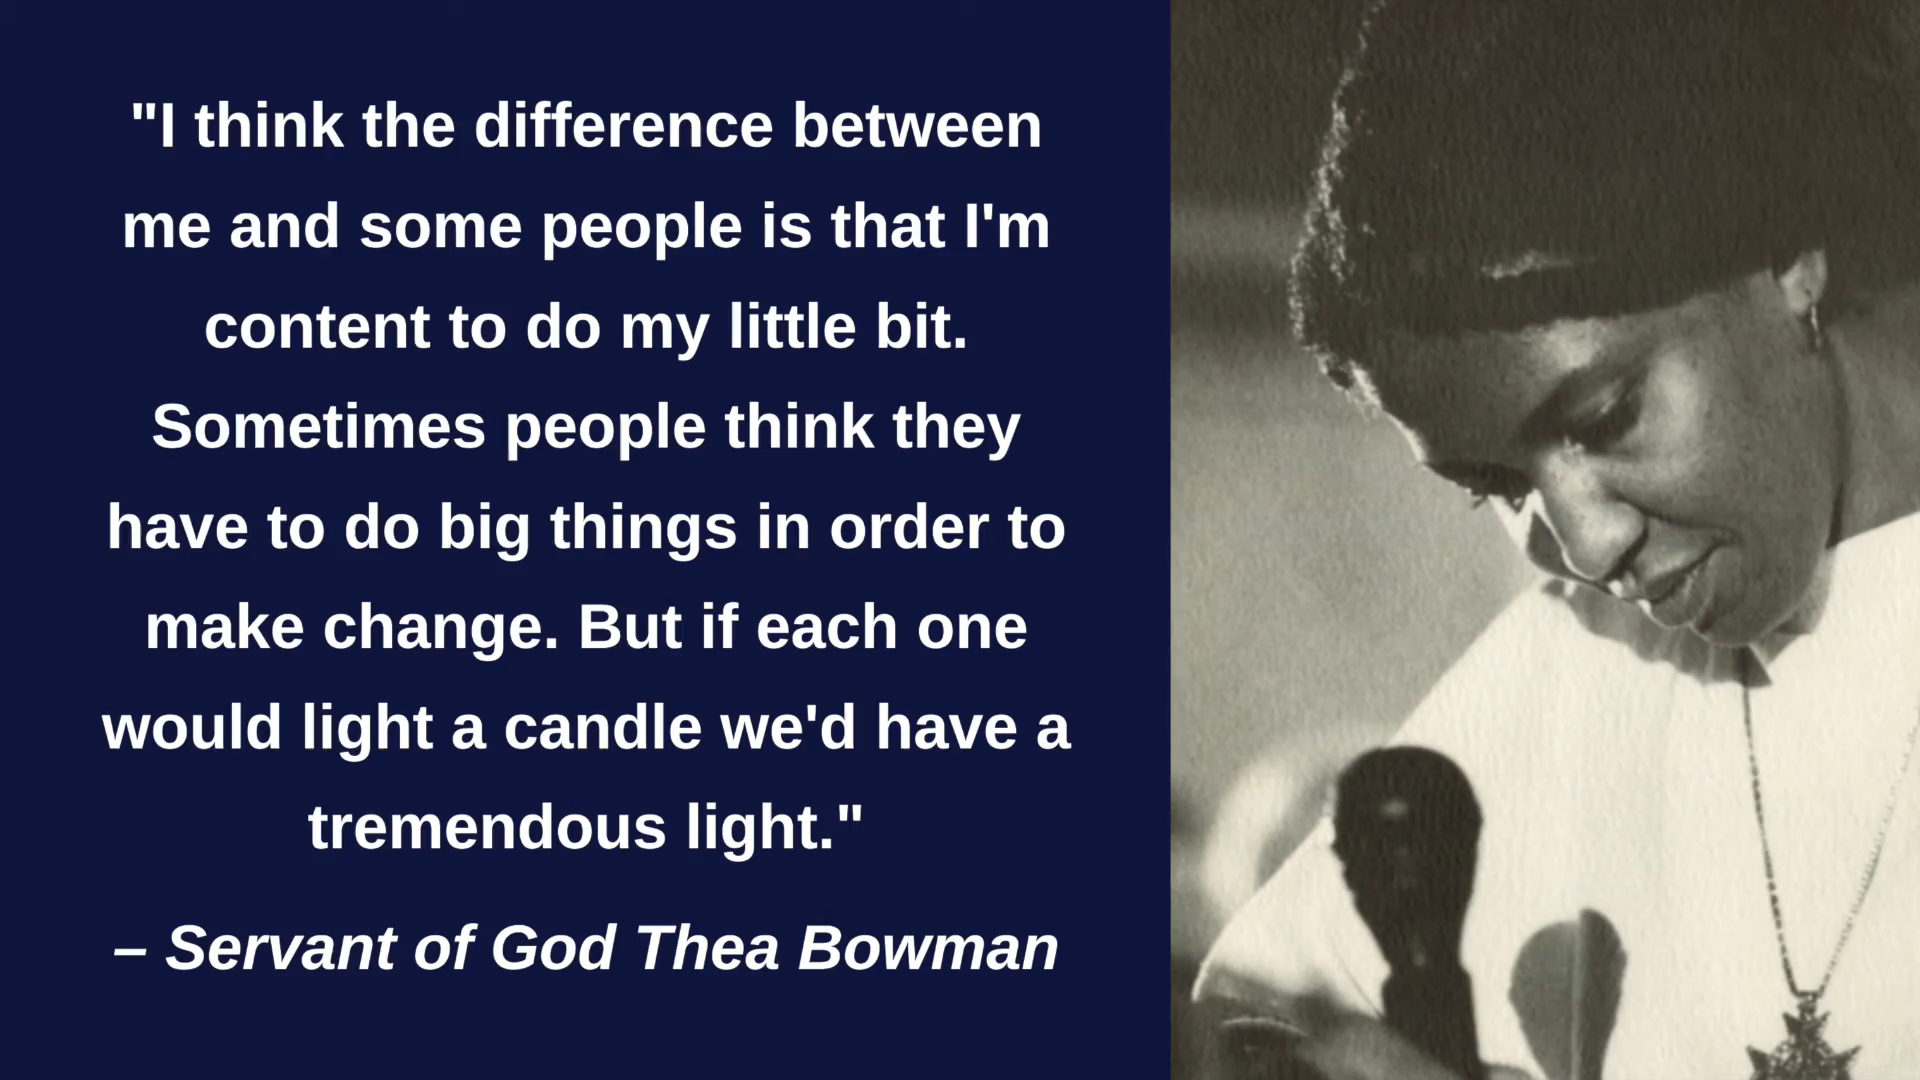 "I think the difference between
me and some people is that I'm
content to do my little bit.
Sometimes people think they
have to do big things in order to
make change. But if each one
would light a candle we'd have a
tremendous light."
– Servant of God Thea Bowman